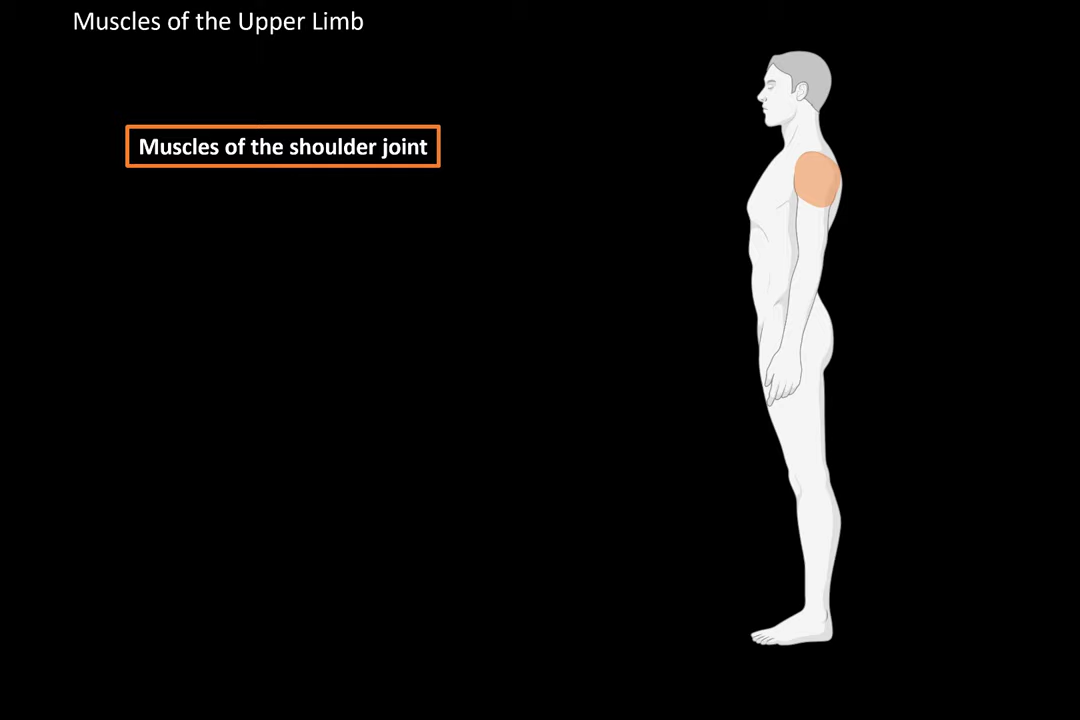 Muscles of the Upper Limb
Muscles of the shoulder joint